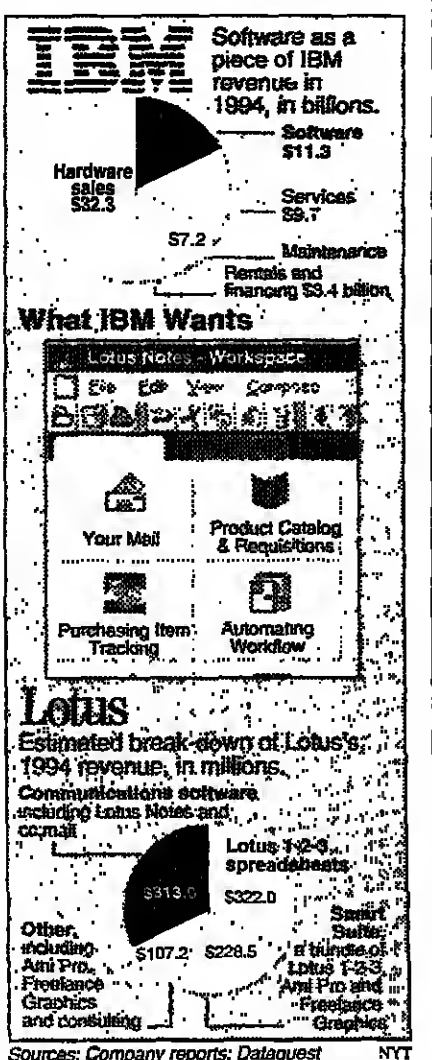 IBM
Software as a
piece of IBM
revenue in
1994, in billions.
Software
$11.3
Hardware
sales
$32.3
Services
$9.7
$7.2
Maintenance
Rentals and
financing $3.4 billion
What IBM Wants
Lotus Notes - Workspace
File Edit View Compose
Your Mail
Product Catalog
& Requisitions
Purchasing Item
Tracking
Automating
Workflow
Lotus
Estimated break-down of Lotus's
1994 revenue, in millions.
Communications software
including Lotus Notes and
cc:mail
Lotus 1-2-3
spreadsheets
$313.0
$322.0
Other,
including
Ami Pro,
Freelance
Graphics
and consulting
$107.2
$228.5
Smart
Suite,
a bundle of
Lotus 1-2-3,
Ami Pro and
Freelance
Graphics
Sources: Company reports; Dataquest
NYT